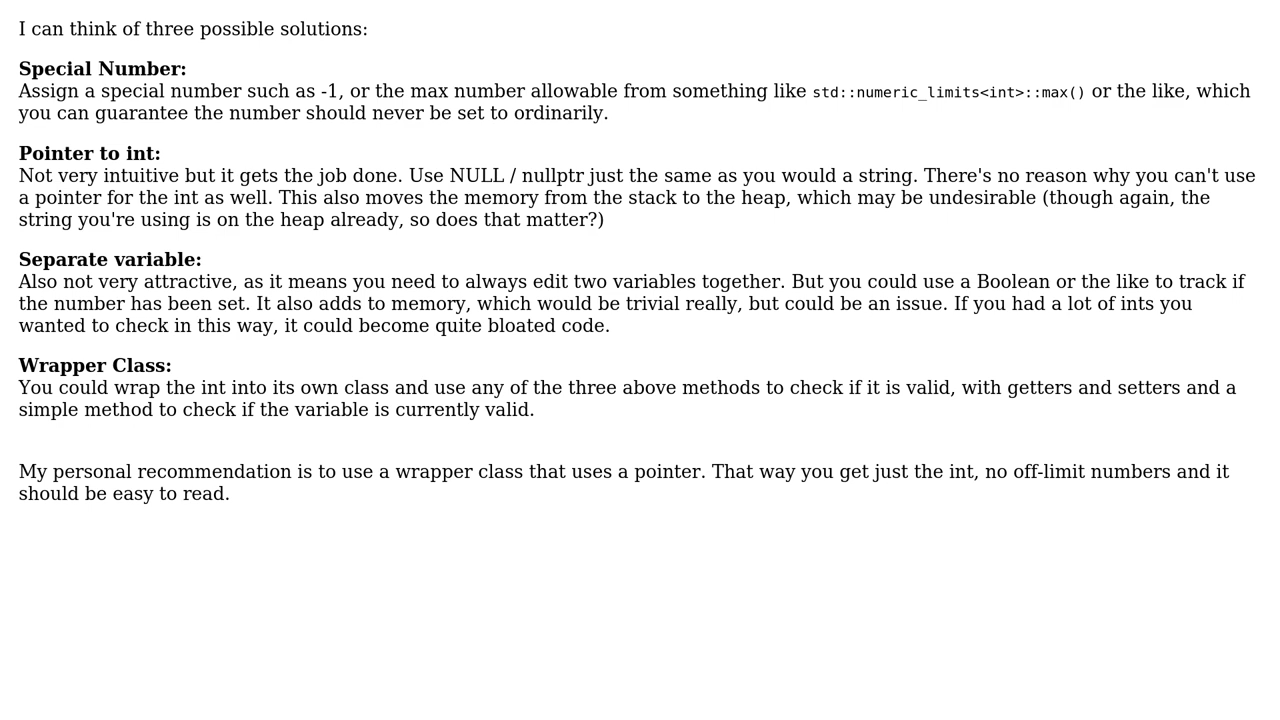 I can think of three possible solutions:
Special Number:
Assign a special number such as -1, or the max number allowable from something like std::numeric_limits<int>::max() or the like, which
you can guarantee the number should never be set to ordinarily.
Pointer to int:
Not very intuitive but it gets the job done. Use NULL / nullptr just the same as you would a string. There's no reason why you can't use
a pointer for the int as well. This also moves the memory from the stack to the heap, which may be undesirable (though again, the
string you're using is on the heap already, so does that matter?)
Separate variable:
Also not very attractive, as it means you need to always edit two variables together. But you could use a Boolean or the like to track if
the number has been set. It also adds to memory, which would be trivial really, but could be an issue. If you had a lot of ints you
wanted to check in this way, it could become quite bloated code.
Wrapper Class:
You could wrap the int into its own class and use any of the three above methods to check if it is valid, with getters and setters and a
simple method to check if the variable is currently valid.
My personal recommendation is to use a wrapper class that uses a pointer. That way you get just the int, no off-limit numbers and it
should be easy to read.